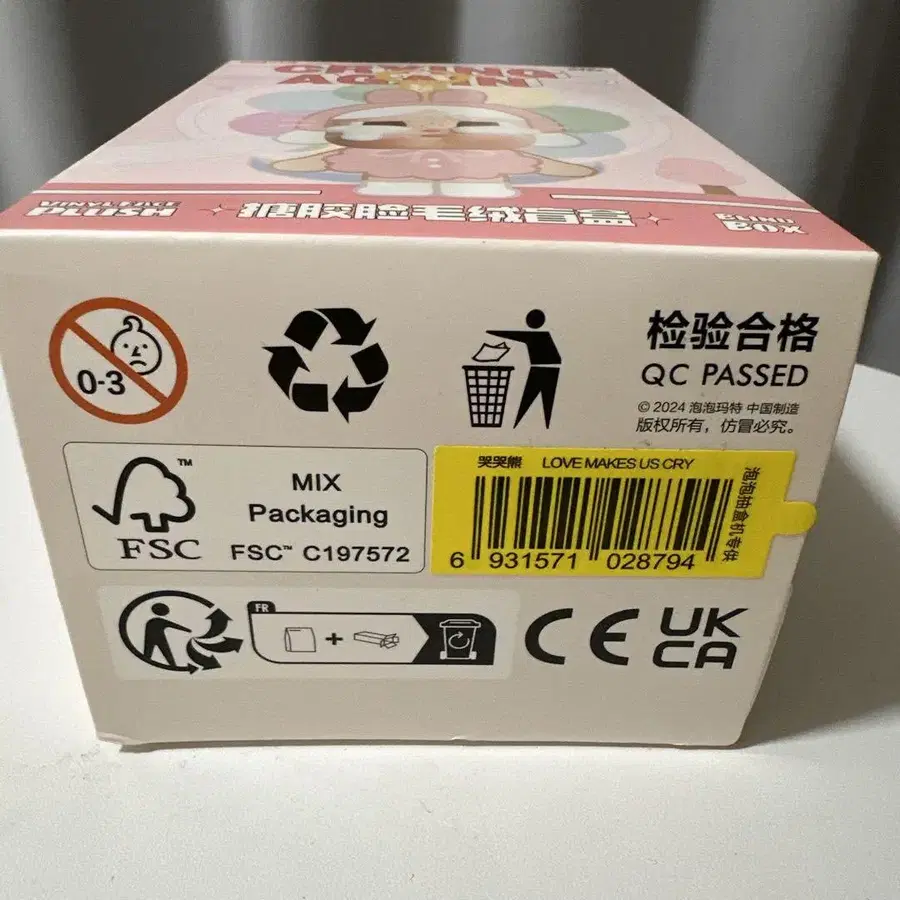 CRYING
AGAIN
VINYL FACE
PLUSH
搪胶脸毛绒盲盒
BLIND
BOX
0-3
检验合格
QC PASSED
© 2024 泡泡玛特 中国制造
版权所有，仿冒必究。
FSC™
MIX
Packaging
FSC™ C197572
哭哭熊 LOVE MAKES US CRY
6 931571 028794
泡泡抽盒机专供
FR
+
CE
UK
CA